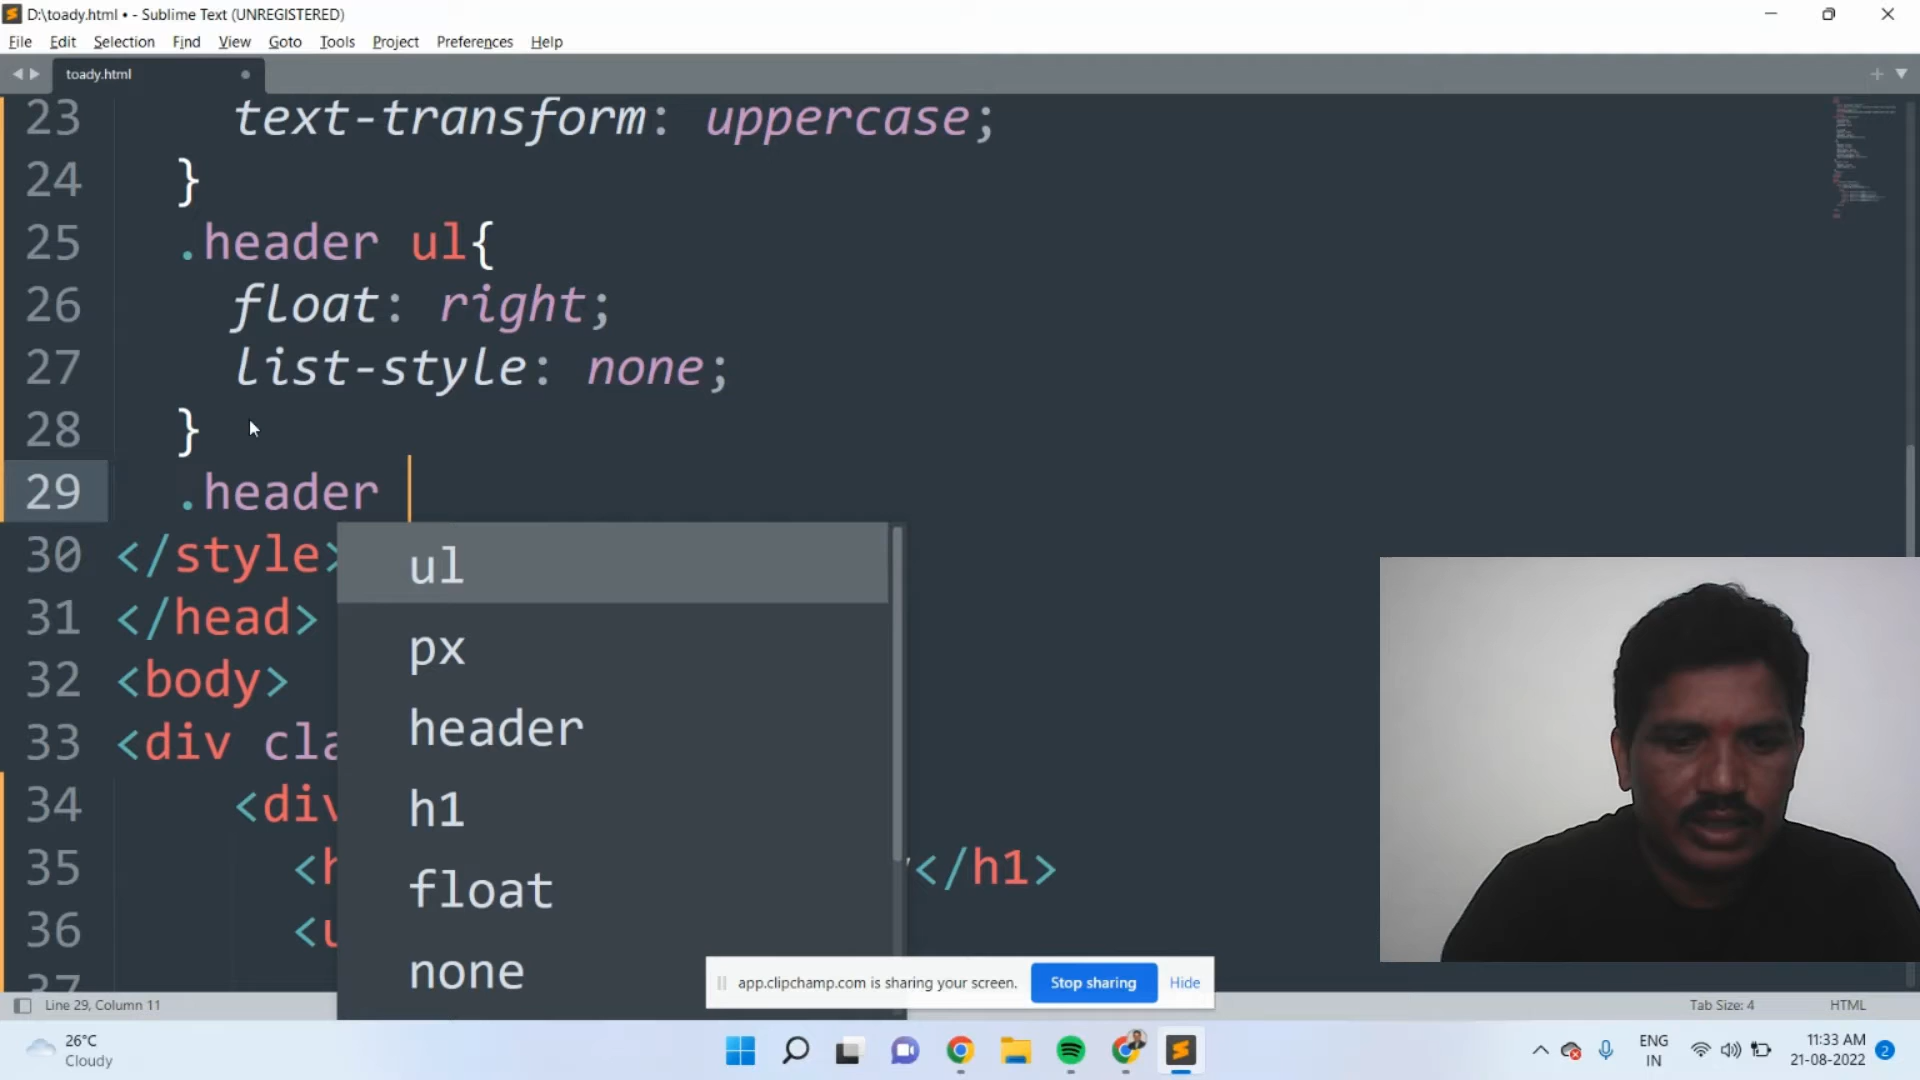 D:\toady.html • - Sublime Text (UNREGISTERED)
File Edit Selection Find View Goto Tools Project Preferences Help
toady.html
23 text-transform: uppercase;
24 }
25 .header ul{
26 float: right;
27 list-style: none;
28 }
29 .header
30 </style>
31 </head>
32 <body>
33 <div cla
34 <div
35 <h </h1>
36 <u
37
ul
px
header
h1
float
none
app.clipchamp.com is sharing your screen. Stop sharing Hide
Line 29, Column 11 Tab Size: 4 HTML
26°C
Cloudy
ENG
IN
11:33 AM
21-08-2022
2